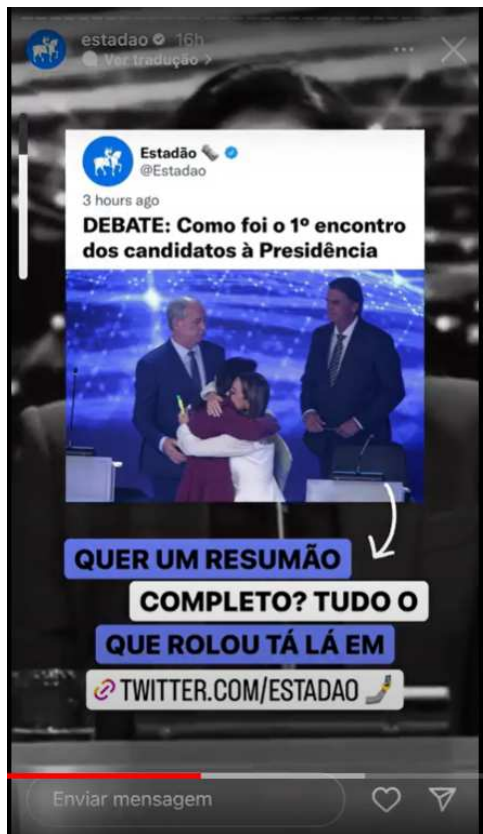 estadao 16h
Ver tradução >
Estadão
@Estadao
3 hours ago
DEBATE: Como foi o 1º encontro
dos candidatos à Presidência
QUER UM RESUMÃO
COMPLETO? TUDO O
QUE ROLOU TÁ LÁ EM
TWITTER.COM/ESTADAO
Enviar mensagem